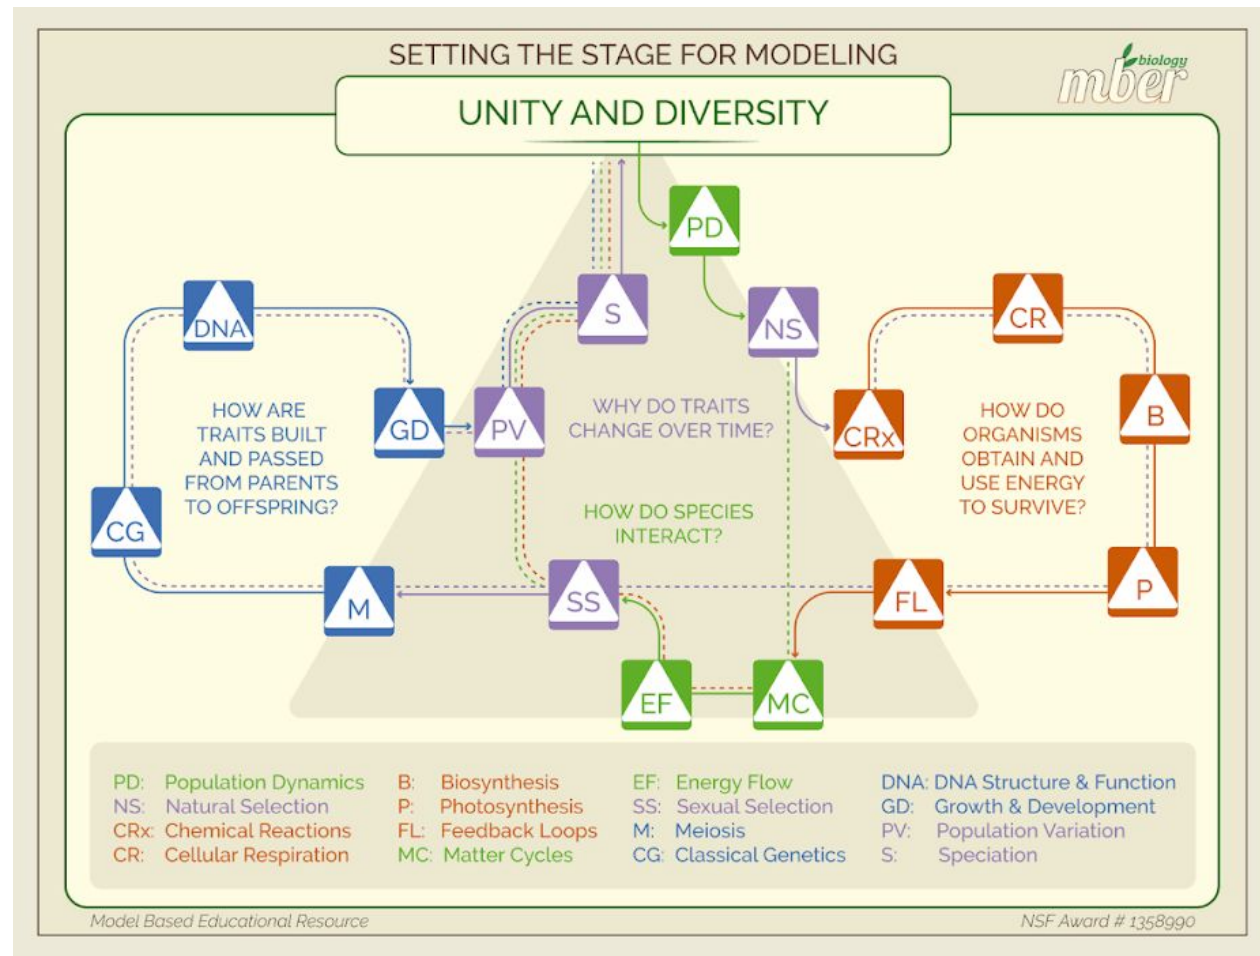 SETTING THE STAGE FOR MODELING
biology
mber
UNITY AND DIVERSITY
PD
S
NS
DNA
CR
GD
PV
CRx
B
HOW ARE
TRAITS BUILT
AND PASSED
FROM PARENTS
TO OFFSPRING?
WHY DO TRAITS
CHANGE OVER TIME?
HOW DO
ORGANISMS
OBTAIN AND
USE ENERGY
TO SURVIVE?
HOW DO SPECIES
INTERACT?
CG
M
SS
FL
P
EF
MC
PD: Population Dynamics
NS: Natural Selection
CRx: Chemical Reactions
CR: Cellular Respiration
B: Biosynthesis
P: Photosynthesis
FL: Feedback Loops
MC: Matter Cycles
EF: Energy Flow
SS: Sexual Selection
M: Meiosis
CG: Classical Genetics
DNA: DNA Structure & Function
GD: Growth & Development
PV: Population Variation
S: Speciation
Model Based Educational Resource
NSF Award # 1358990